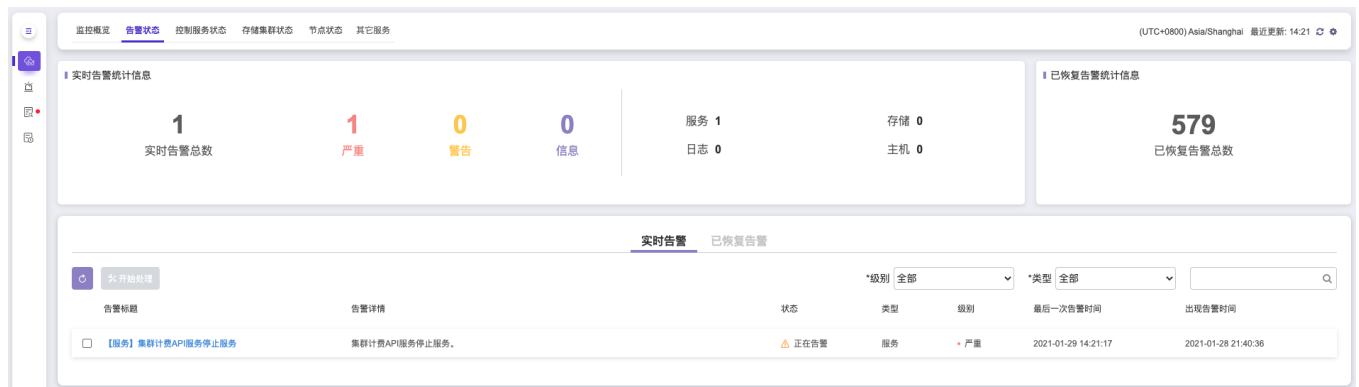 监控概览 告警状态 控制服务状态 存储集群状态 节点状态 其它服务 (UTC+0800) Asia/Shanghai 最近更新: 14:21
实时告警统计信息 已恢复告警统计信息
1 1 0 0 服务 1 存储 0 579
实时告警总数 严重 警告 信息 日志 0 主机 0 已恢复告警总数
实时告警 已恢复告警
开始处理 *级别 全部 *类型 全部
告警标题 告警详情 状态 类型 级别 最后一次告警时间 出现告警时间
【服务】集群计费API服务停止服务 集群计费API服务停止服务。 正在告警 服务 严重 2021-01-29 14:21:17 2021-01-28 21:40:36